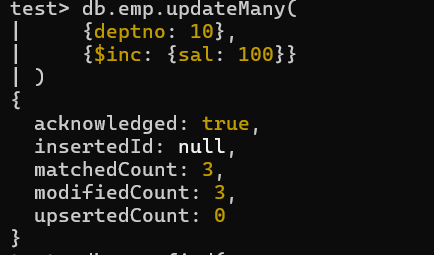 test> db.emp.updateMany(
|     {deptno: 10},
|     {$inc: {sal: 100}}
| )
{
  acknowledged: true,
  insertedId: null,
  matchedCount: 3,
  modifiedCount: 3,
  upsertedCount: 0
}